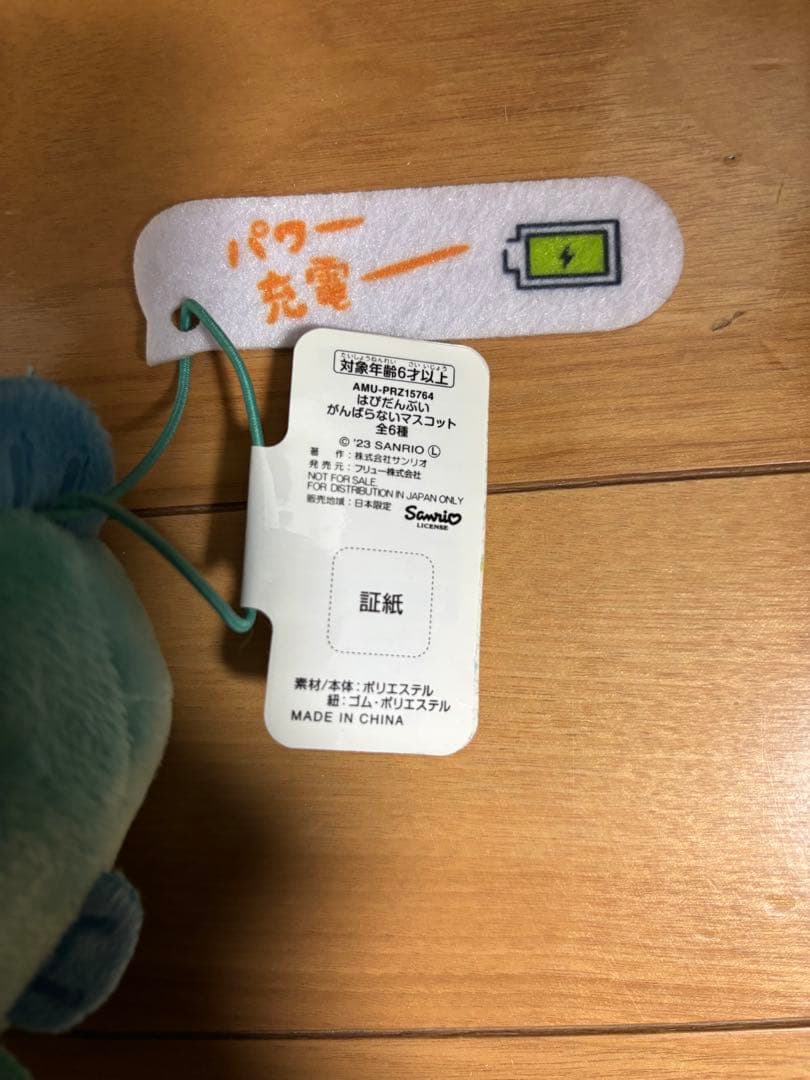 パワー
充電ー
たいしょうねんれい さいいじょう
対象年齢6才以上
AMU-PRZ15764
はぴだんぶい
がんばらないマスコット
全6種
© '23 SANRIO Ⓛ
著 作:株式会社サンリオ
発売元:フリュー株式会社
NOT FOR SALE.
FOR DISTRIBUTION IN JAPAN ONLY
販売地域:日本限定
Sanrio
LICENSE
証紙
素材/本体:ポリエステル
紐:ゴム・ポリエステル
MADE IN CHINA